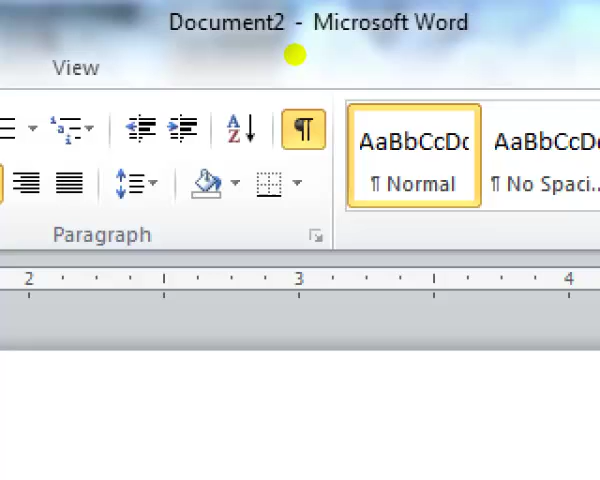 Document2 - Microsoft Word
View
A
Z
¶
AaBbCcDc AaBbCcDc
¶ Normal ¶ No Spaci...
Paragraph
2 3 4